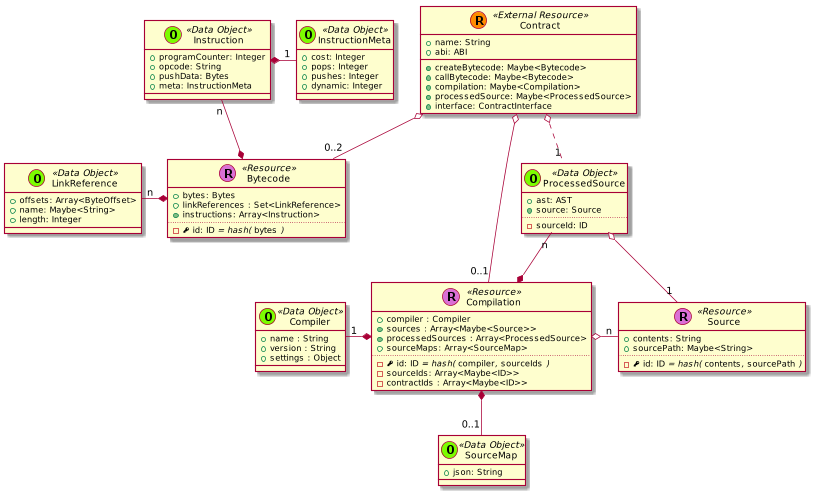 O «Data Object»
Instruction
programCounter: Integer
opcode: String
pushData: Bytes
meta: InstructionMeta
1
O «Data Object»
InstructionMeta
cost: Integer
pops: Integer
pushes: Integer
dynamic: Integer
R «External Resource»
Contract
name: String
abi: ABI
createBytecode: Maybe<Bytecode>
callBytecode: Maybe<Bytecode>
compilation: Maybe<Compilation>
processedSource: Maybe<ProcessedSource>
interface: ContractInterface
n
0..2
1
O «Data Object»
LinkReference
offsets: Array<ByteOffset>
name: Maybe<String>
length: Integer
n
R «Resource»
Bytecode
bytes: Bytes
linkReferences : Set<LinkReference>
instructions: Array<Instruction>
id: ID = hash( bytes )
O «Data Object»
ProcessedSource
ast: AST
source: Source
sourceId: ID
n
0..1
1
O «Data Object»
Compiler
name : String
version : String
settings : Object
1
R «Resource»
Compilation
compiler : Compiler
sources : Array<Maybe<Source>>
processedSources : Array<ProcessedSource>
sourceMaps: Array<SourceMap>
id: ID = hash( compiler, sourceIds )
sourceIds: Array<Maybe<ID>>
contractIds : Array<Maybe<ID>>
n
R «Resource»
Source
contents: String
sourcePath: Maybe<String>
id: ID = hash( contents, sourcePath )
0..1
O «Data Object»
SourceMap
json: String